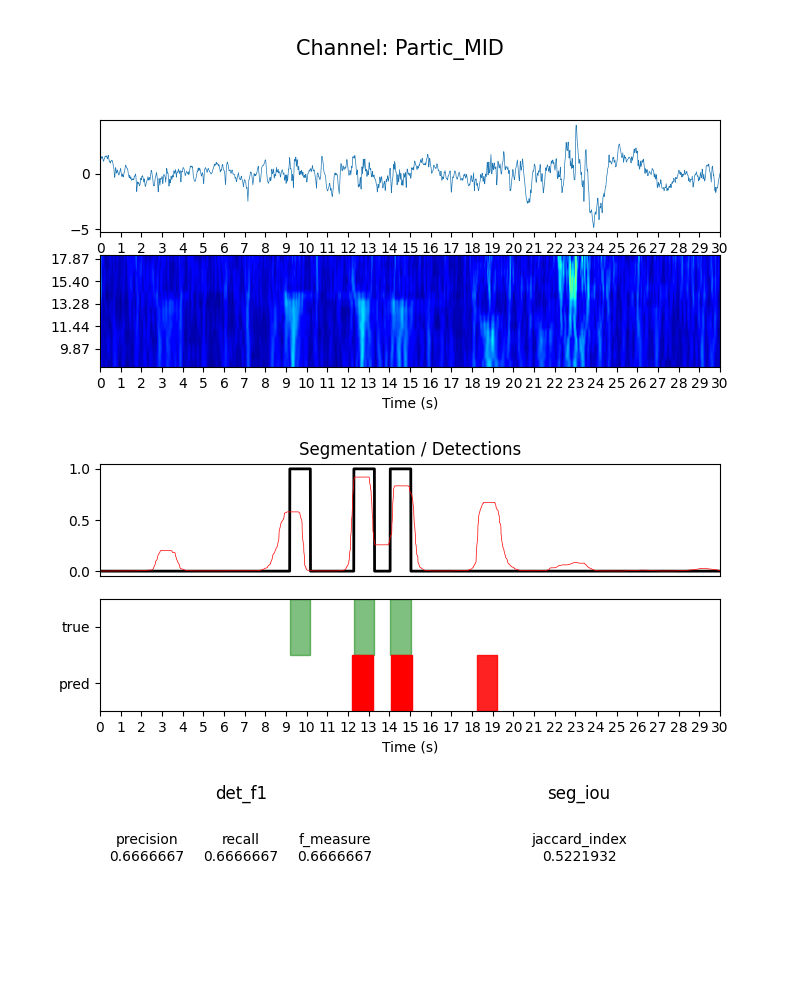 Channel: Partic_MID
0
−5
0 1 2 3 4 5 6 7 8 9 10 11 12 13 14 15 16 17 18 19 20 21 22 23 24 25 26 27 28 29 30
17.87
15.40
13.28
11.44
9.87
0 1 2 3 4 5 6 7 8 9 10 11 12 13 14 15 16 17 18 19 20 21 22 23 24 25 26 27 28 29 30
Time (s)
Segmentation / Detections
1.0
0.5
0.0
true
pred
0 1 2 3 4 5 6 7 8 9 10 11 12 13 14 15 16 17 18 19 20 21 22 23 24 25 26 27 28 29 30
Time (s)
det_f1 seg_iou
precision recall f_measure jaccard_index
0.6666667 0.6666667 0.6666667 0.5221932